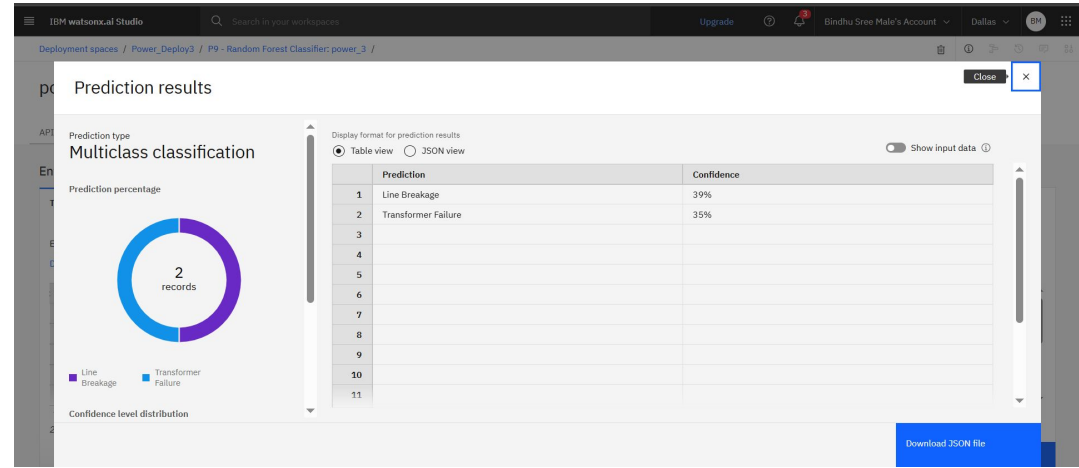 IBM watsonx.ai Studio
Search in your workspaces
Upgrade
3
Bindhu Sree Male's Account
Dallas
BM
Deployment spaces / Power_Deploy3 / P9 - Random Forest Classifier: power_3 /
po
Prediction results
Close
API
Prediction type
Multiclass classification
Display format for prediction results
Table view
JSON view
Show input data
En
Prediction percentage
2
records
Line Breakage
Transformer Failure
Confidence level distribution
Prediction Confidence
1 Line Breakage 39%
2 Transformer Failure 35%
3
4
5
6
7
8
9
10
11
Download JSON file